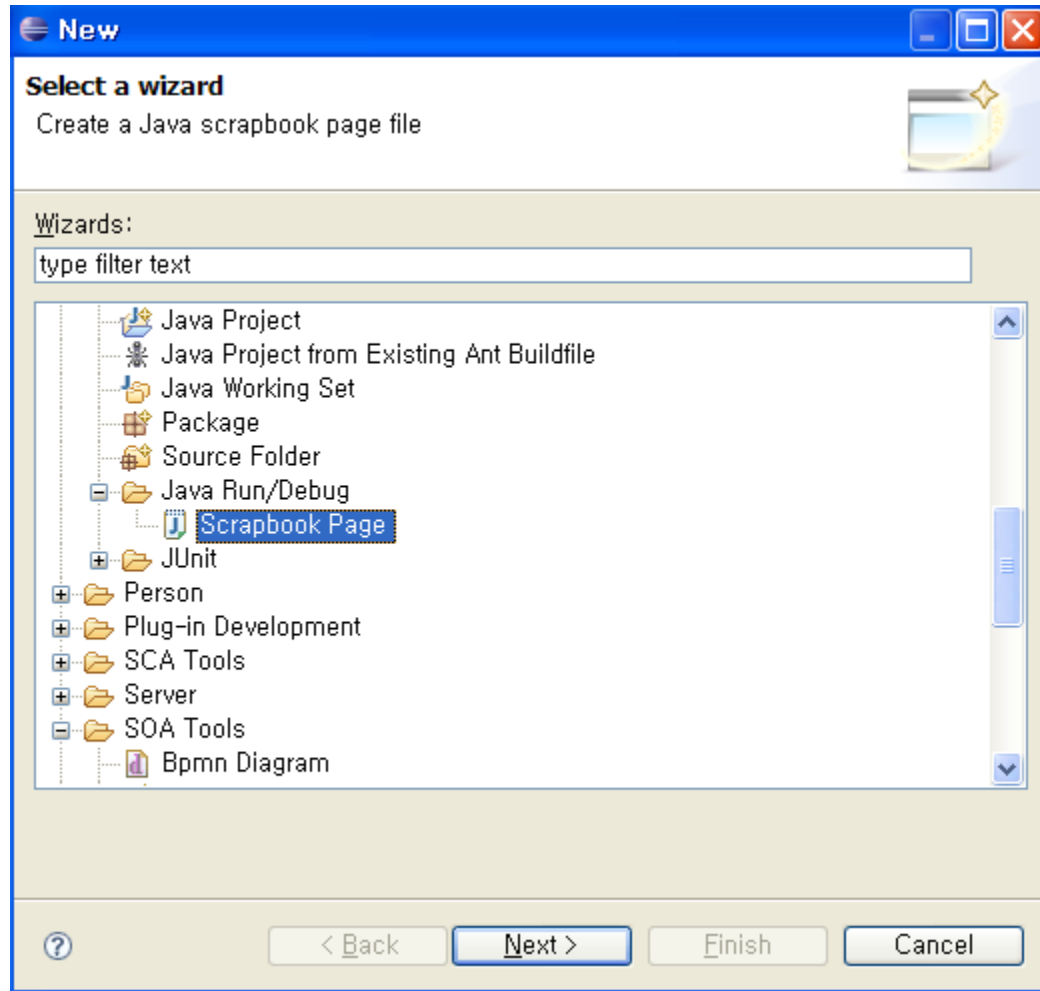 New
Select a wizard
Create a Java scrapbook page file
Wizards:
type filter text
Java Project
Java Project from Existing Ant Buildfile
Java Working Set
Package
Source Folder
Java Run/Debug
Scrapbook Page
JUnit
Person
Plug-in Development
SCA Tools
Server
SOA Tools
Bpmn Diagram
? < Back Next > Finish Cancel